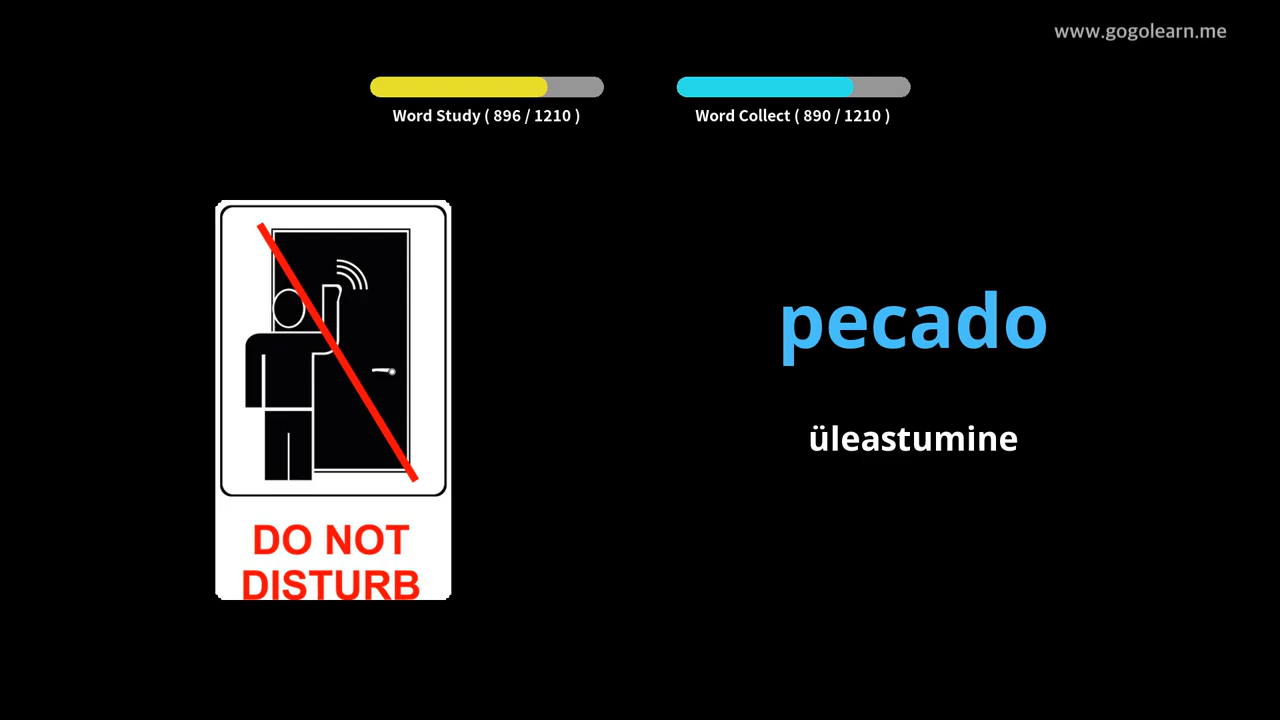 www.gogolearn.me
Word Study ( 896 / 1210 )
Word Collect ( 890 / 1210 )
pecado
üleastumine
DO NOT
DISTURB